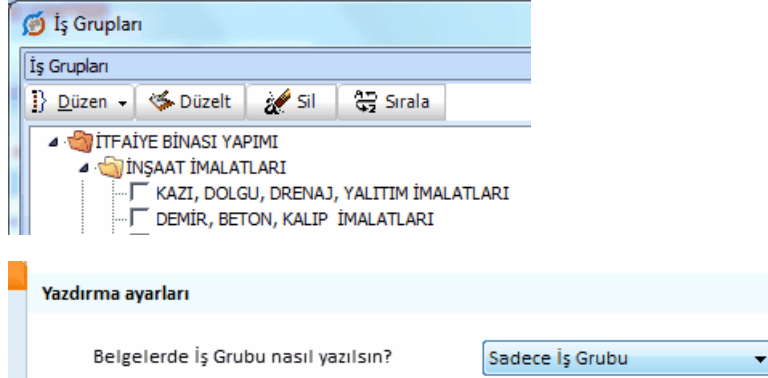 İş Grupları
İş Grupları
Düzen Düzelt Sil Sırala
İTFAİYE BİNASI YAPIMI
İNŞAAT İMALATLARI
KAZI, DOLGU, DRENAJ, YALITIM İMALATLARI
DEMİR, BETON, KALIP İMALATLARI
Yazdırma ayarları
Belgelerde İş Grubu nasıl yazılsın? Sadece İş Grubu